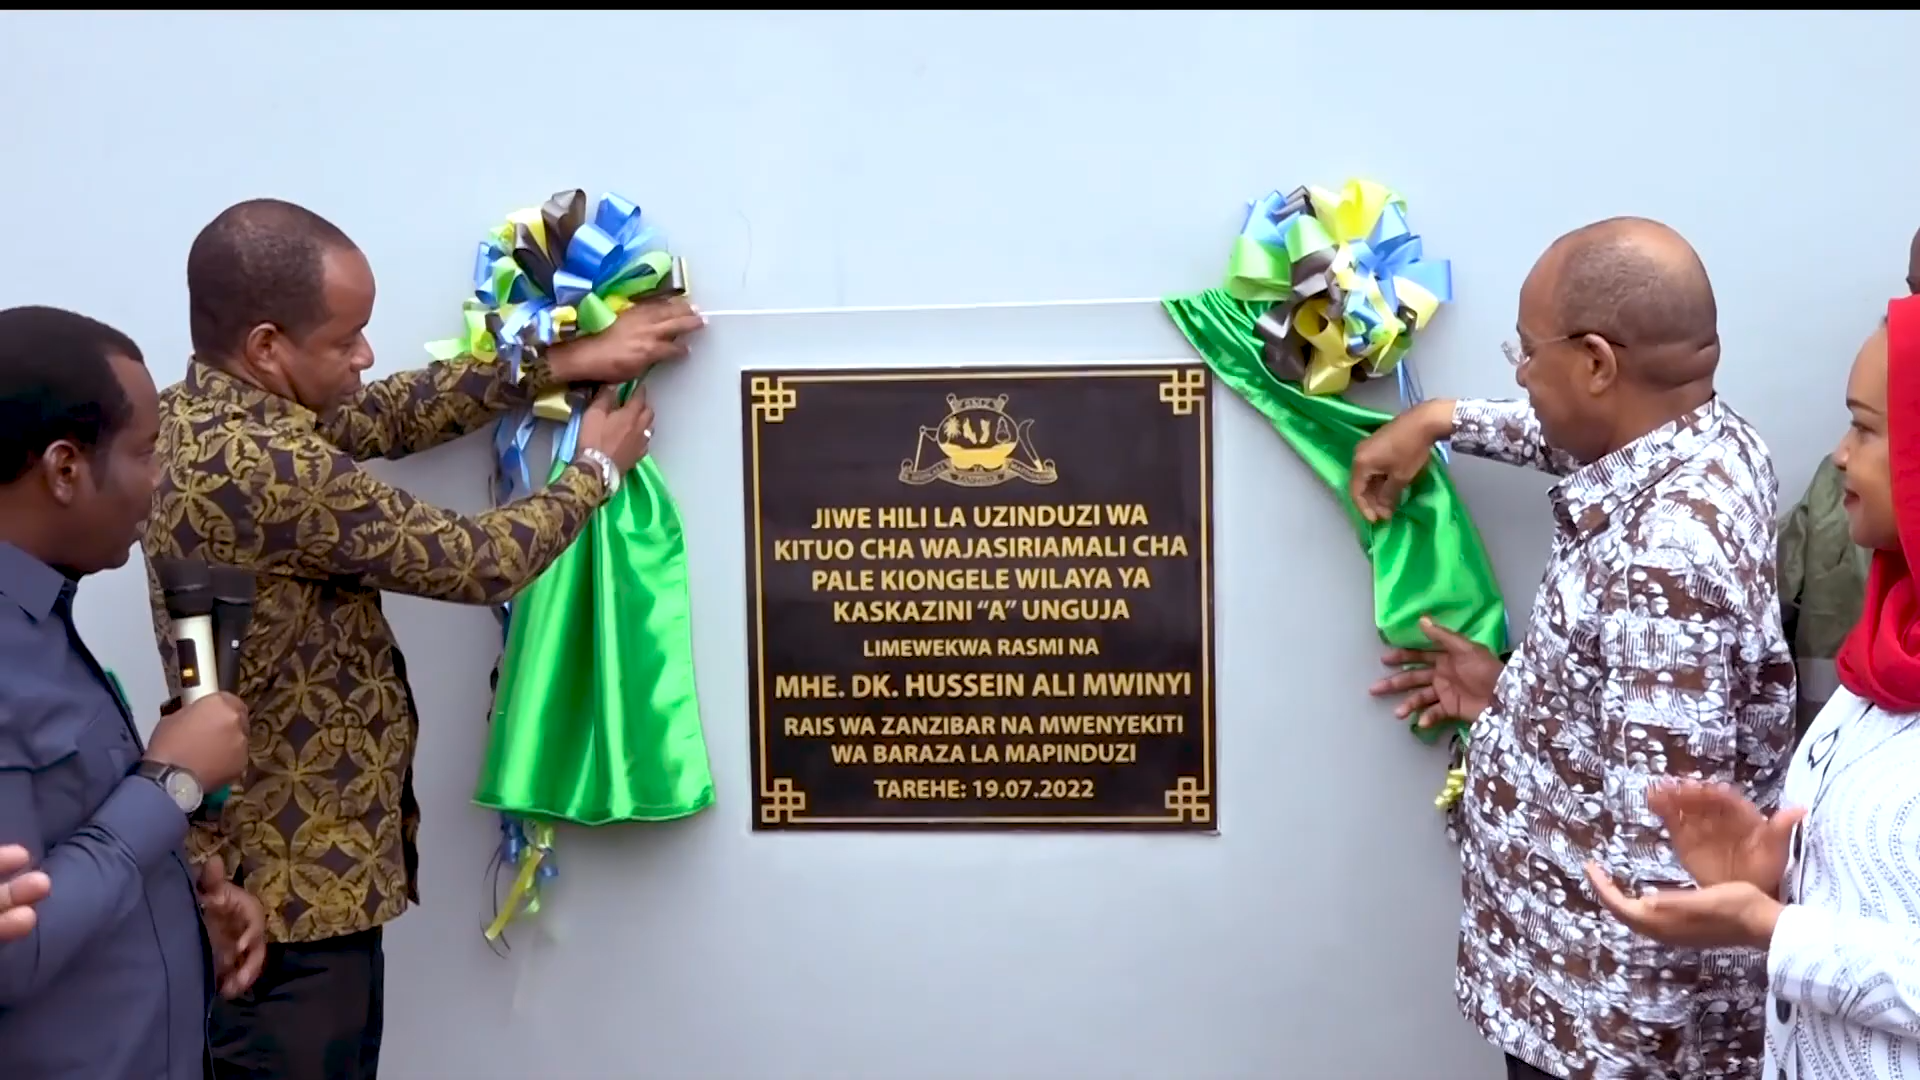 JIWE HILI LA UZINDUZI WA
KITUO CHA WAJASIRIAMALI CHA
PALE KIONGELE WILAYA YA
KASKAZINI “A” UNGUJA
LIMEWEKWA RASMI NA
MHE. DK. HUSSEIN ALI MWINYI
RAIS WA ZANZIBAR NA MWENYEKITI
WA BARAZA LA MAPINDUZI
TAREHE: 19.07.2022